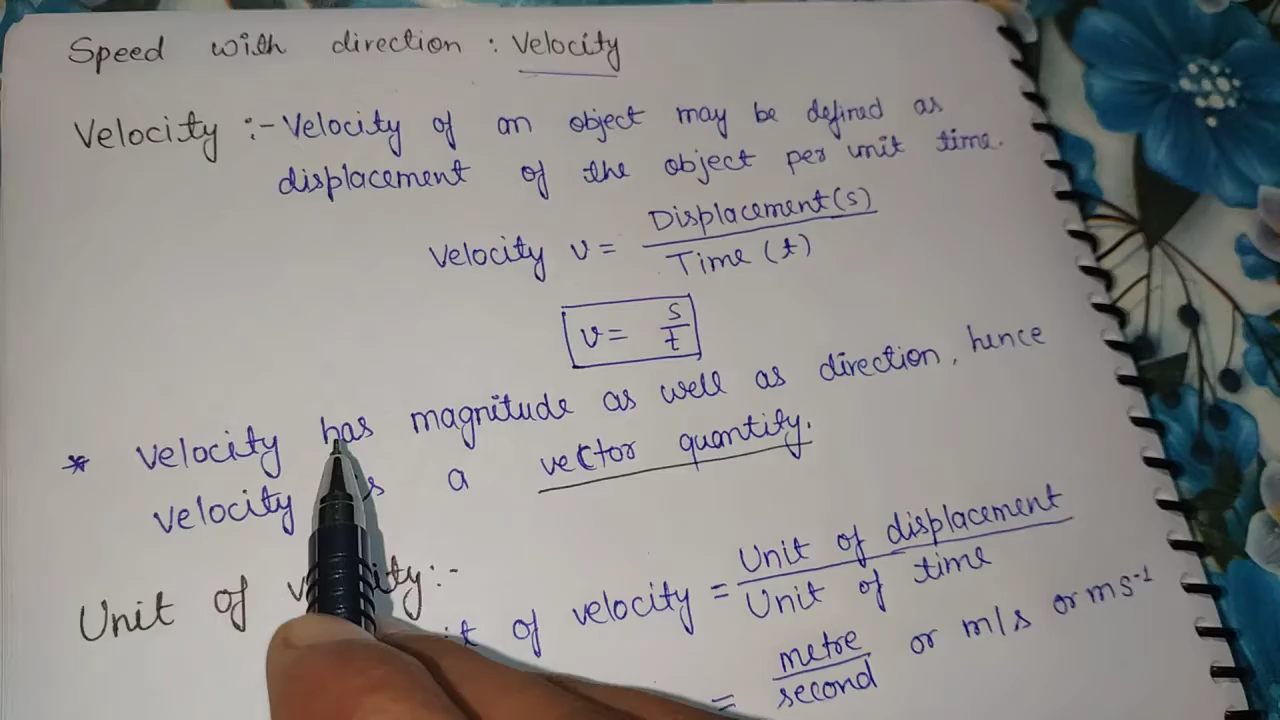 Speed with direction : Velocity
Velocity :- Velocity of an object may be defined as
displacement of the object per unit time.
Velocity v = Displacement(s)
Time (t)
v = s
t
* Velocity has magnitude as well as direction, hence
velocity a vector quantity.
Unit of :-
of velocity = Unit of displacement
Unit of time
= metre or m/s or ms⁻¹
second